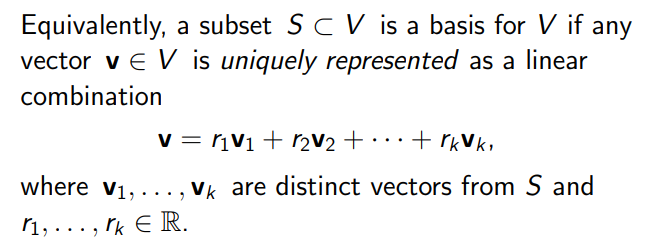 Equivalently, a subset S ⊂ V is a basis for V if any
vector v ∈ V is uniquely represented as a linear
combination
v = r₁v₁ + r₂v₂ + ··· + rₖvₖ,
where v₁, . . . , vₖ are distinct vectors from S and
r₁, . . . , rₖ ∈ ℝ.